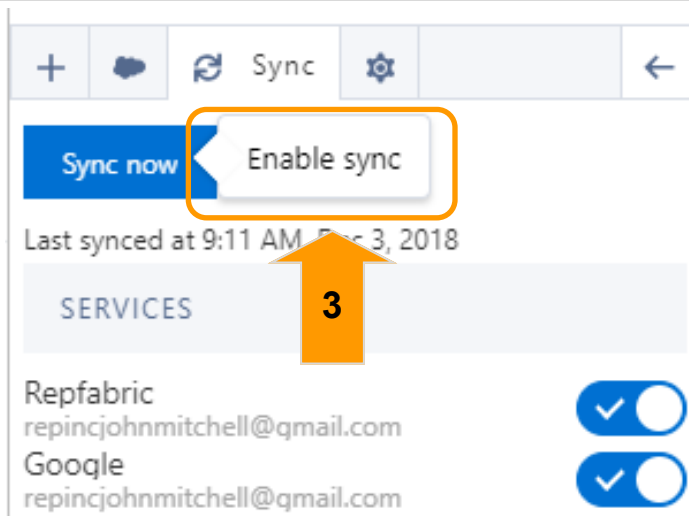 Sync
Sync now
Enable sync
Last synced at 9:11 AM, Dec 3, 2018
3
SERVICES
Repfabric
repincjohnmitchell@gmail.com
Google
repincjohnmitchell@gmail.com